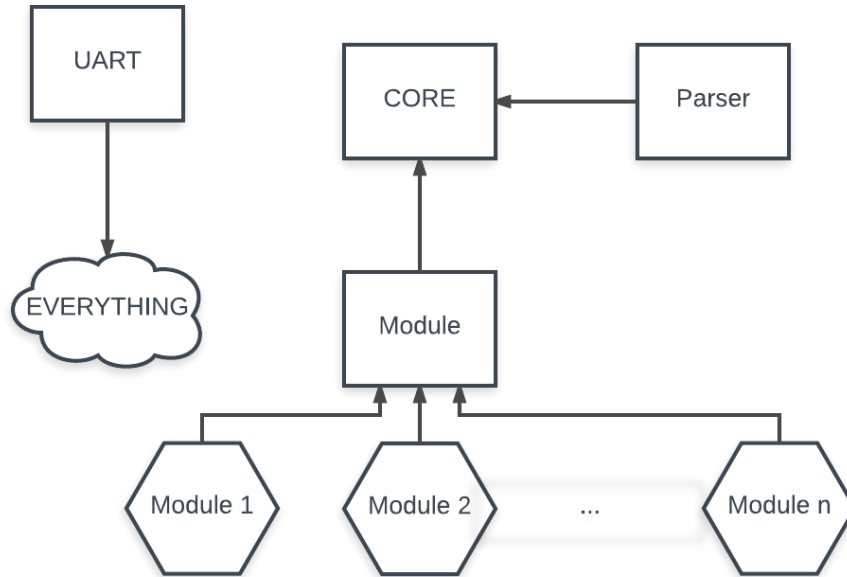 UART
CORE
Parser
EVERYTHING
Module
Module 1
Module 2
...
Module n